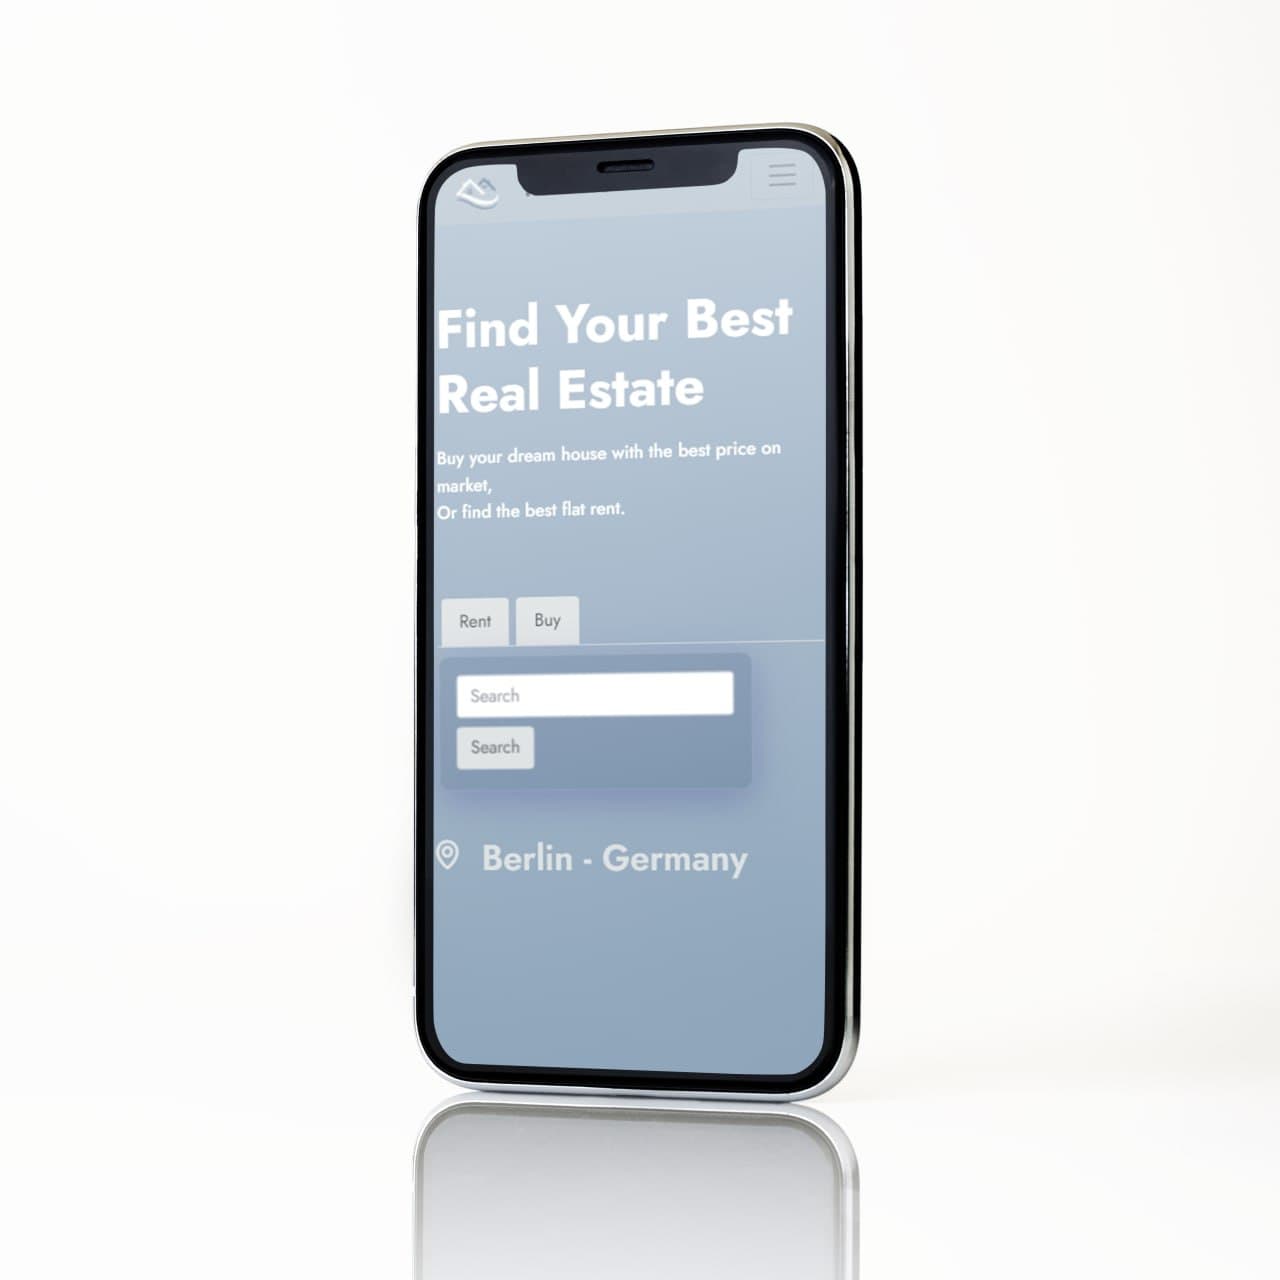 Find Your Best
Real Estate
Buy your dream house with the best price on
market,
Or find the best flat rent.
Rent
Buy
Search
Search
Berlin - Germany